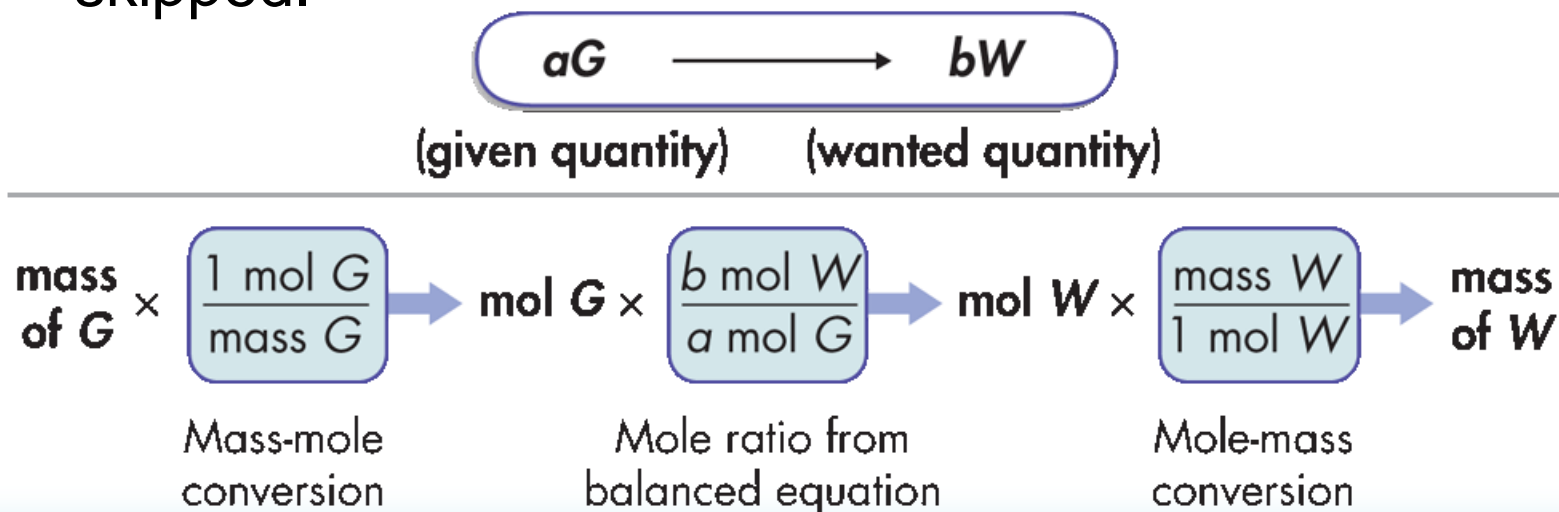 skipped.
aG → bW
(given quantity) (wanted quantity)
mass of G × 1 mol G / mass G → mol G × b mol W / a mol G → mol W × mass W / 1 mol W → mass of W
Mass-mole conversion
Mole ratio from balanced equation
Mole-mass conversion